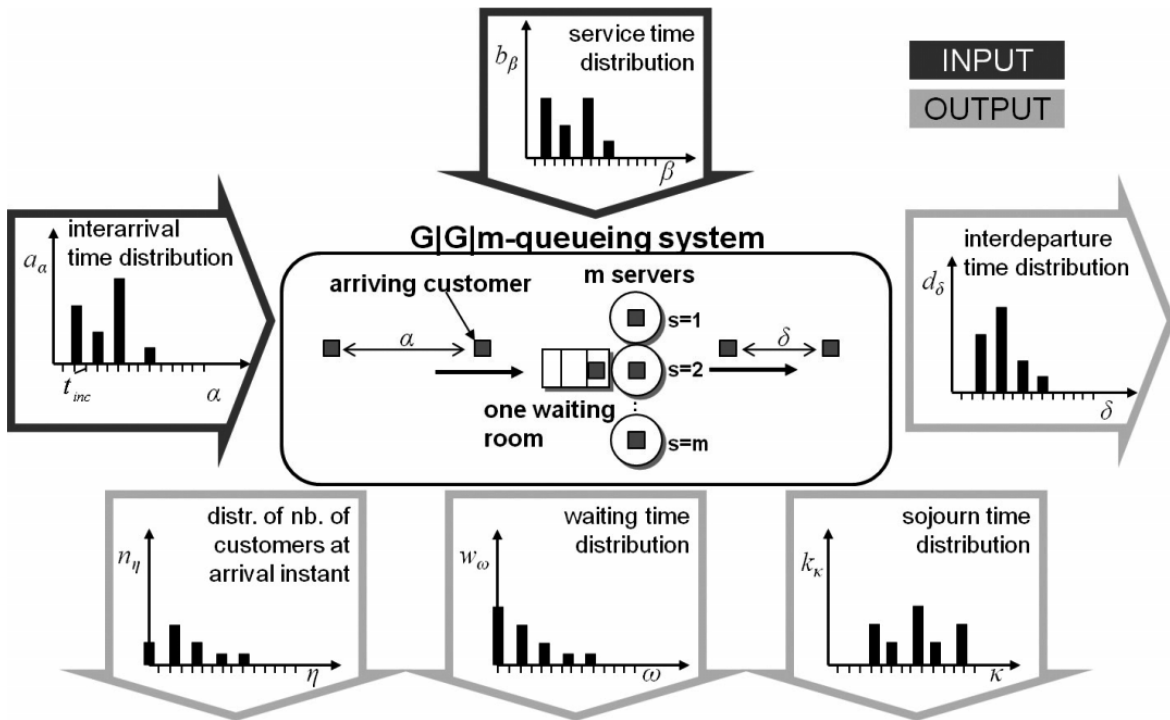 service time
distribution
b_β
β
INPUT
OUTPUT
interarrival
time distribution
a_α
t_inc
α
G|G|m-queueing system
arriving customer
m servers
s=1
α
δ
s=2
one waiting
room
s=m
interdeparture
time distribution
d_δ
δ
distr. of nb. of
customers at
arrival instant
n_η
η
waiting time
distribution
w_ω
ω
sojourn time
distribution
k_κ
κ